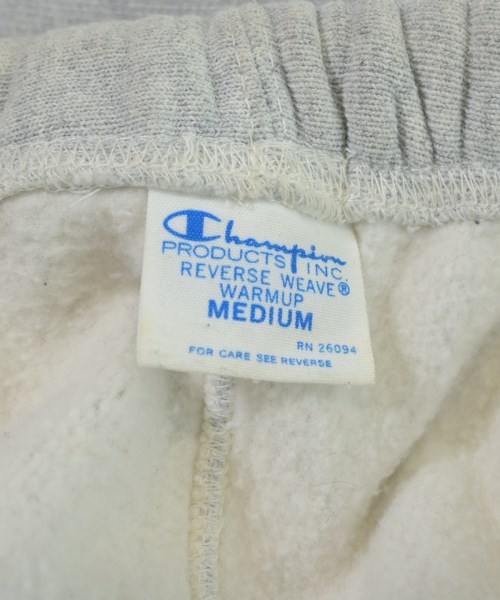 Champion
PRODUCTS INC.
REVERSE WEAVE®
WARMUP
MEDIUM
RN 26094
FOR CARE SEE REVERSE